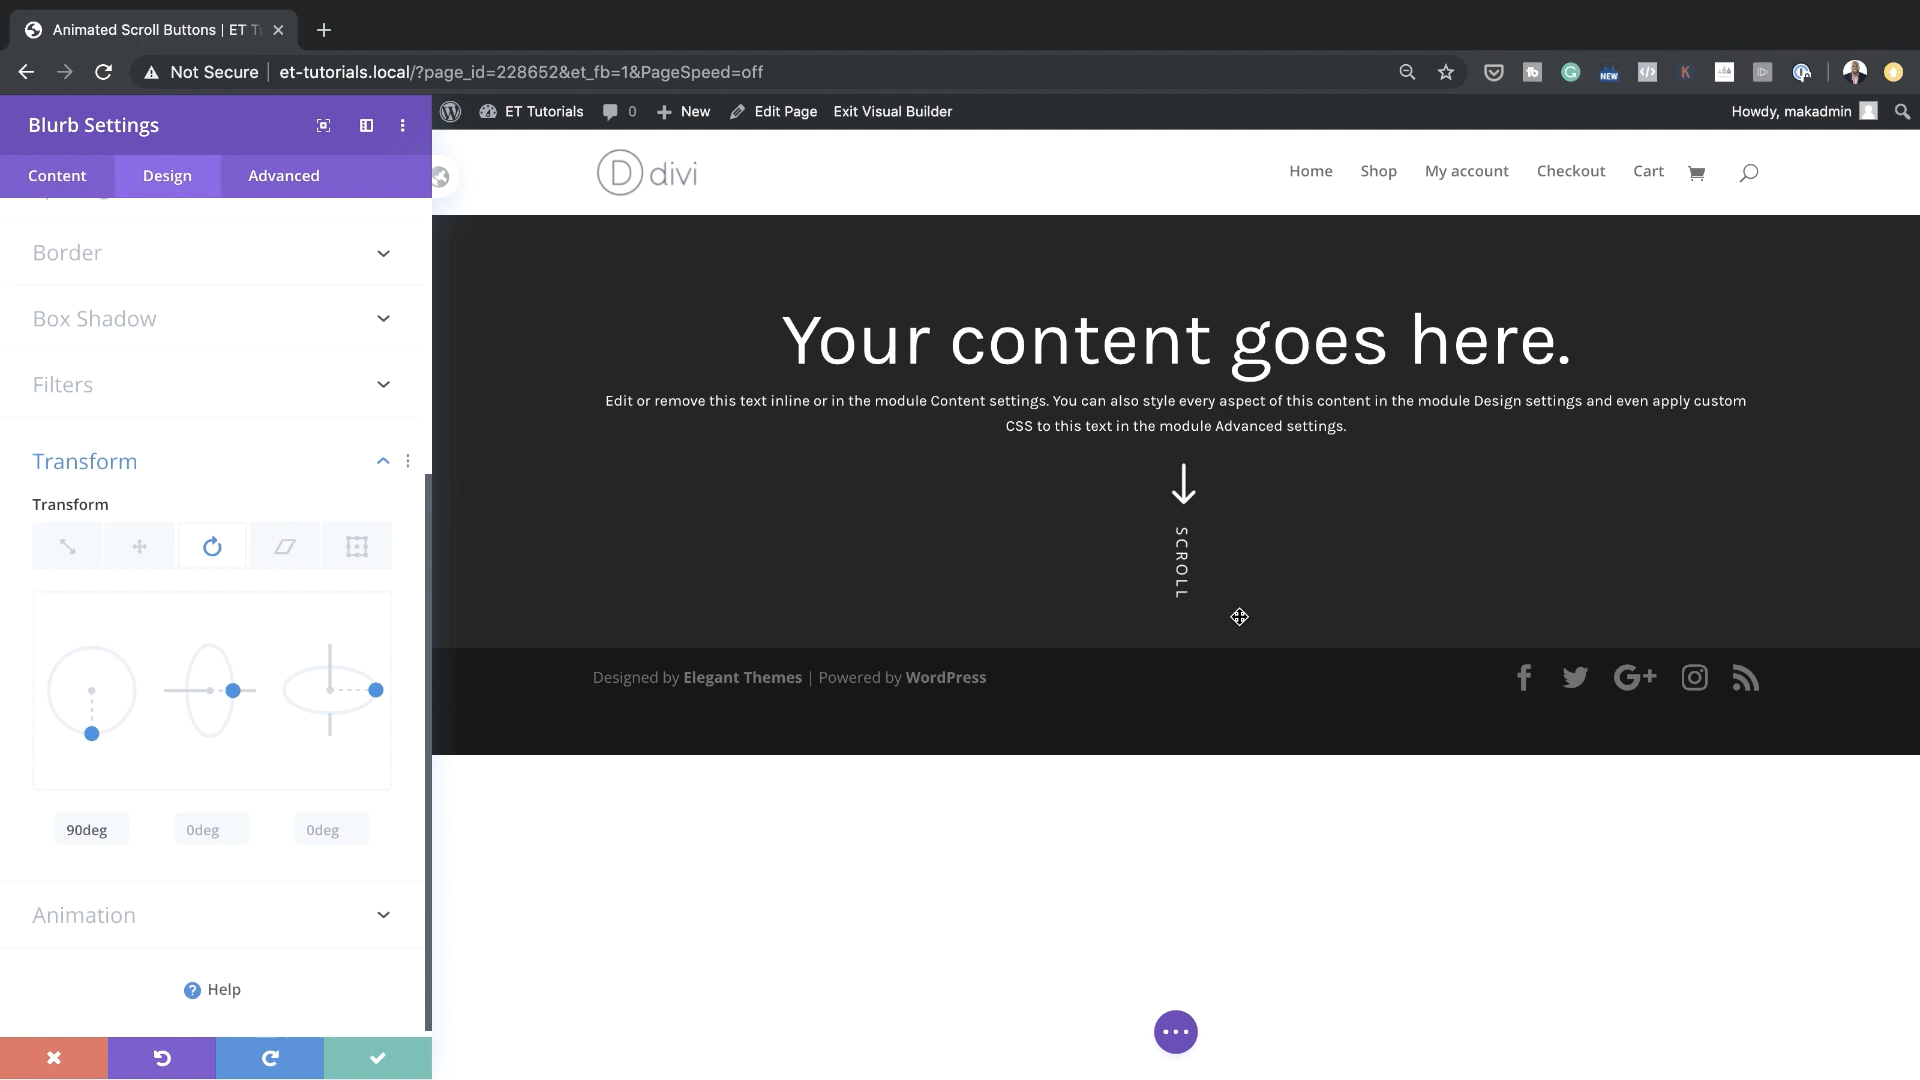 Animated Scroll Buttons | ET
Not Secure
et-tutorials.local/?page_id=228652&et_fb=1&PageSpeed=off
NEW
ET Tutorials
0
New
Edit Page
Exit Visual Builder
Howdy, makadmin
Blurb Settings
Content
Design
Advanced
Border
Box Shadow
Filters
Transform
Transform
90deg
0deg
0deg
Animation
Help
D divi
Home
Shop
My account
Checkout
Cart
Your content goes here.
Edit or remove this text inline or in the module Content settings. You can also style every aspect of this content in the module Design settings and even apply custom
CSS to this text in the module Advanced settings.
SCROLL
Designed by Elegant Themes | Powered by WordPress